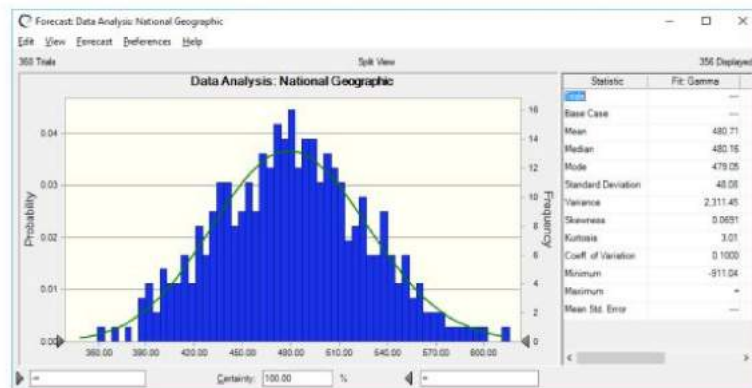 Forecast: Data Analysis: National Geographic
Edit View Forecast Preferences Help
360 Trials Split View 356 Displayed
Data Analysis: National Geographic
Statistic Fit: Gamma
Trials ---
Base Case ---
Mean 480.71
Median 480.16
Mode 479.05
Standard Deviation 48.08
Variance 2,311.45
Skewness 0.0691
Kurtosis 3.01
Coeff. of Variation 0.1000
Minimum -911.04
Maximum ∞
Mean Std. Error ---
Probability
0.04
0.03
0.02
0.01
0.00
Frequency
16
14
12
10
8
6
4
2
0
360.00 390.00 420.00 450.00 480.00 510.00 540.00 570.00 600.00
Certainty: 100.00 %